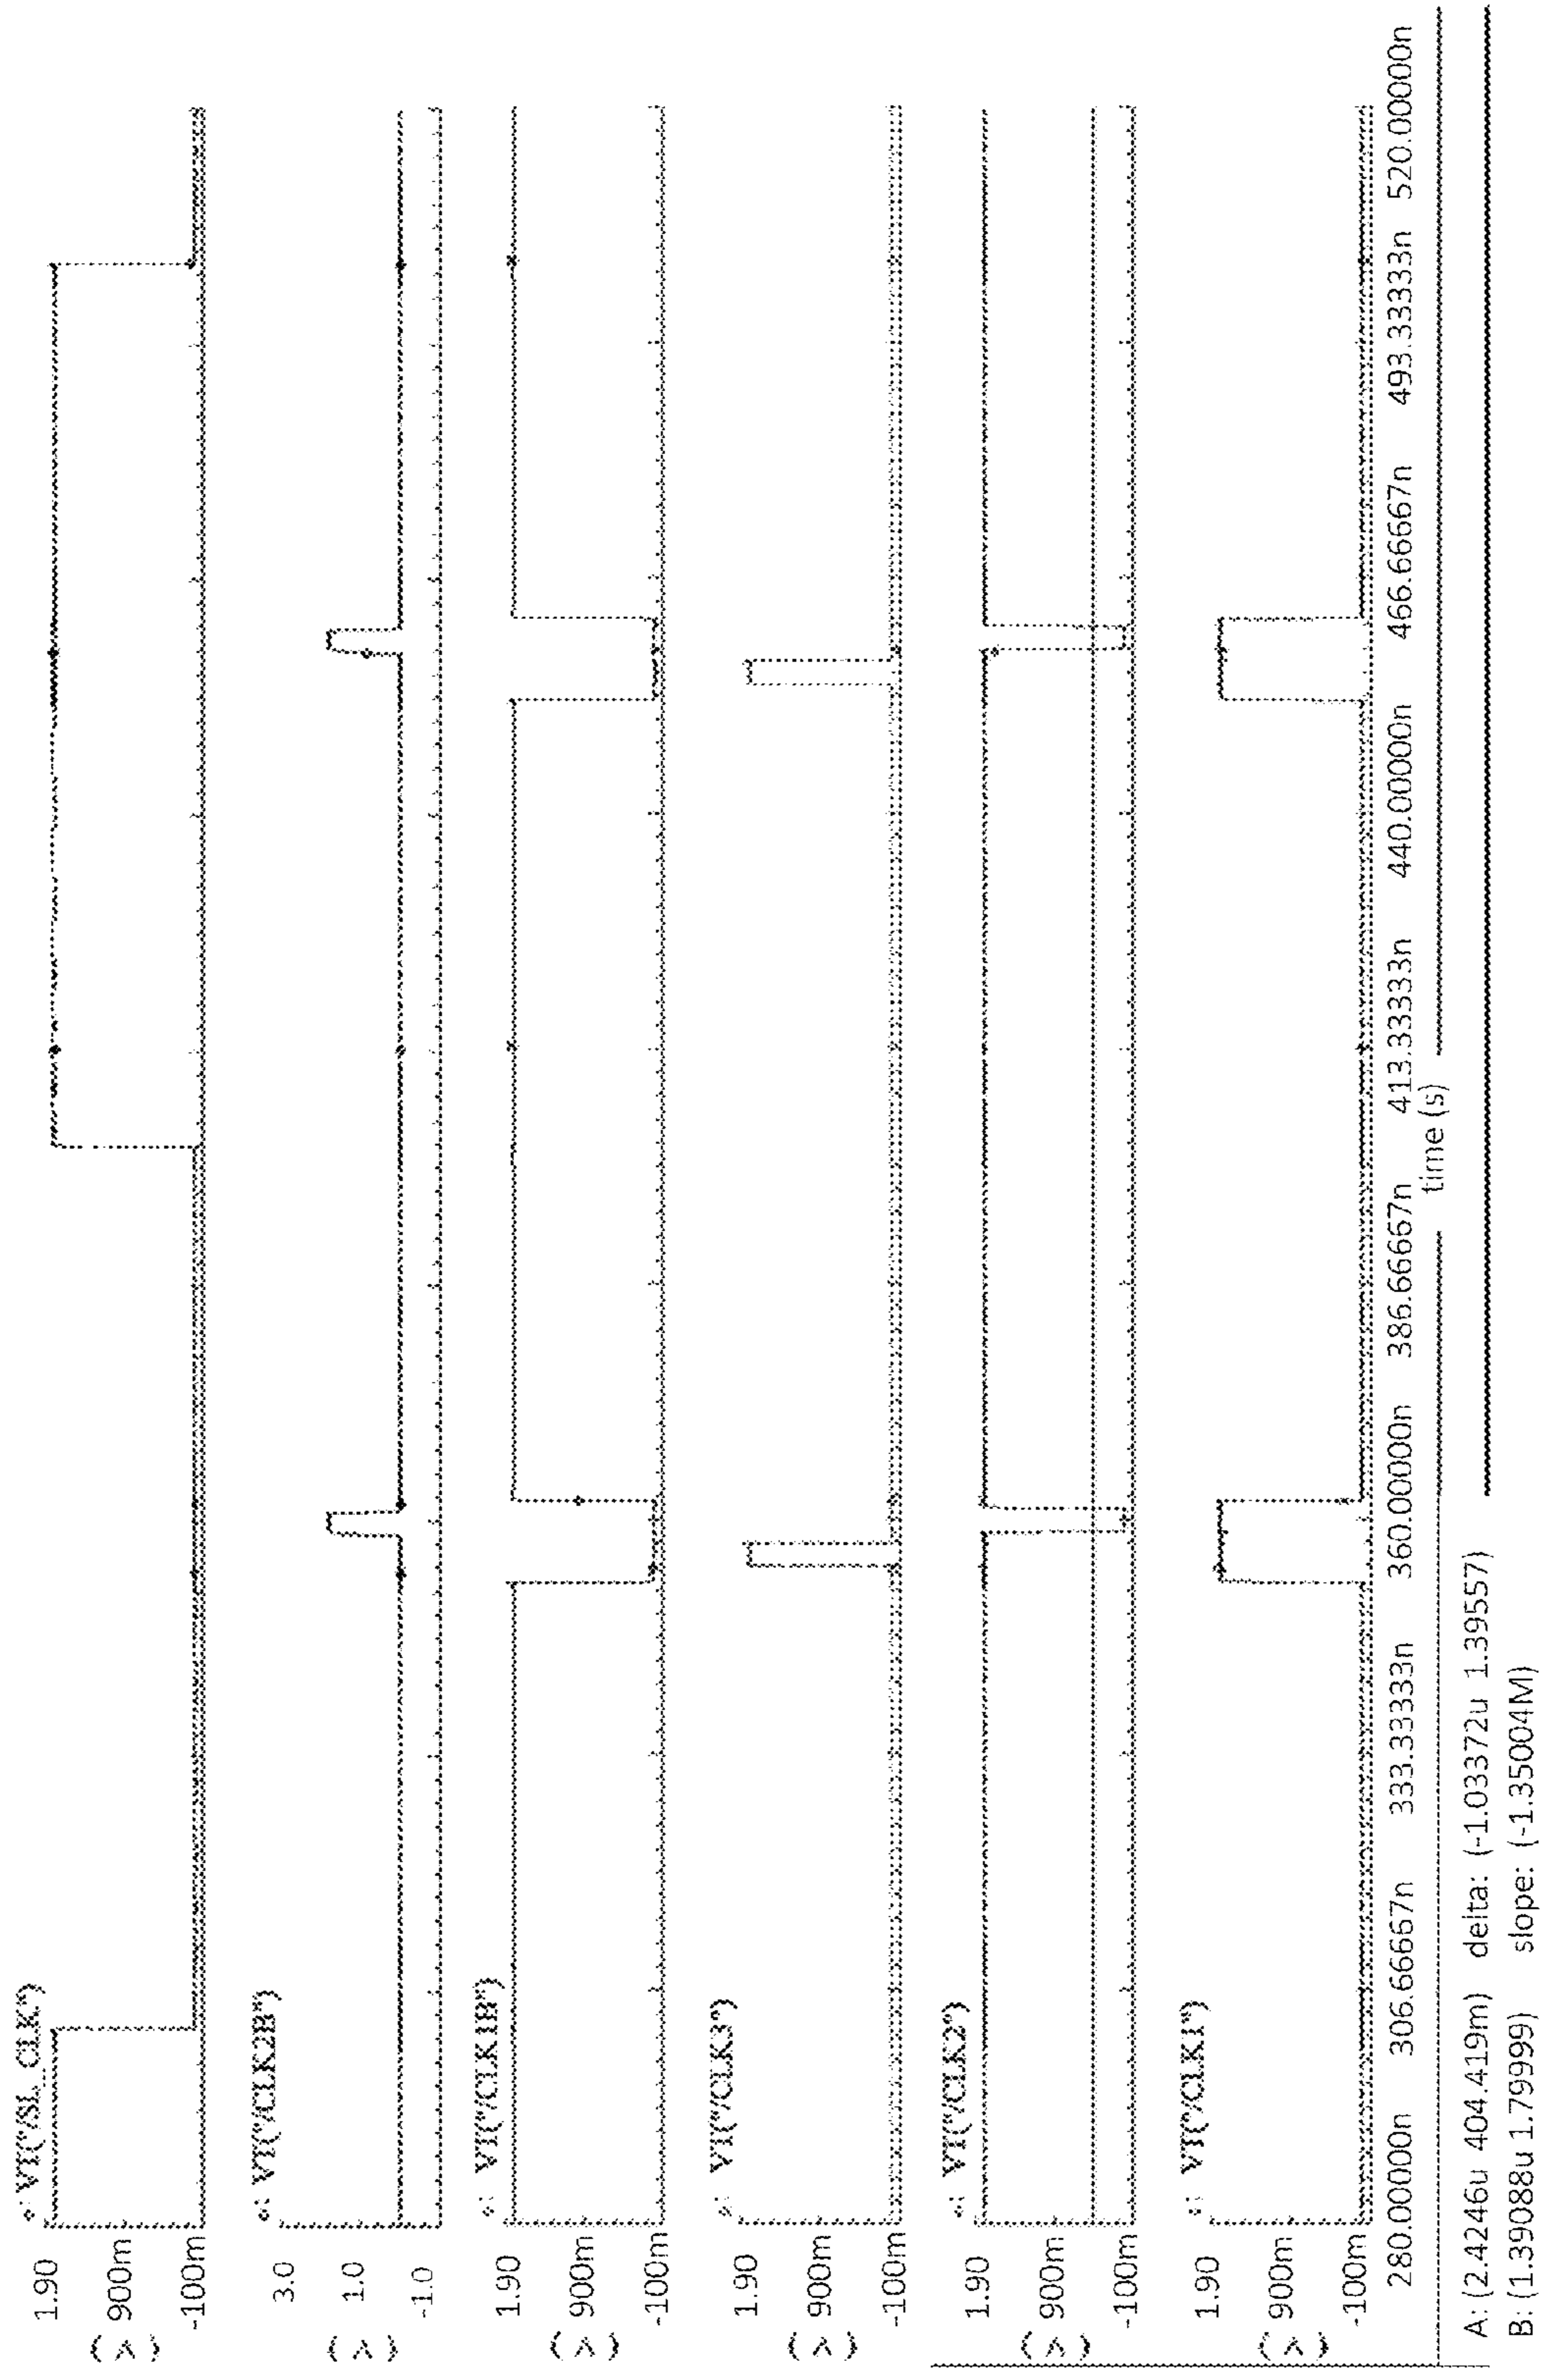 VT("/SL_CLK")
1.90
900m
-100m
(V)
VT("/CLK2B")
3.0
1.0
-1.0
(V)
VT("/CLK1B")
1.90
900m
-100m
(V)
VT("/CLK3")
1.90
900m
-100m
(V)
VT("/CLK2")
1.90
900m
-100m
(V)
VT("/CLK1")
1.90
900m
-100m
(V)
280.00000n 306.66667n 333.33333n 360.00000n 386.66667n 413.33333n 440.00000n 466.66667n 493.33333n 520.00000n
time (s)
A: (2.4246u 404.419m) delta: (-1.03372u 1.39557)
B: (1.39088u 1.79999) slope: (-1.35004M)